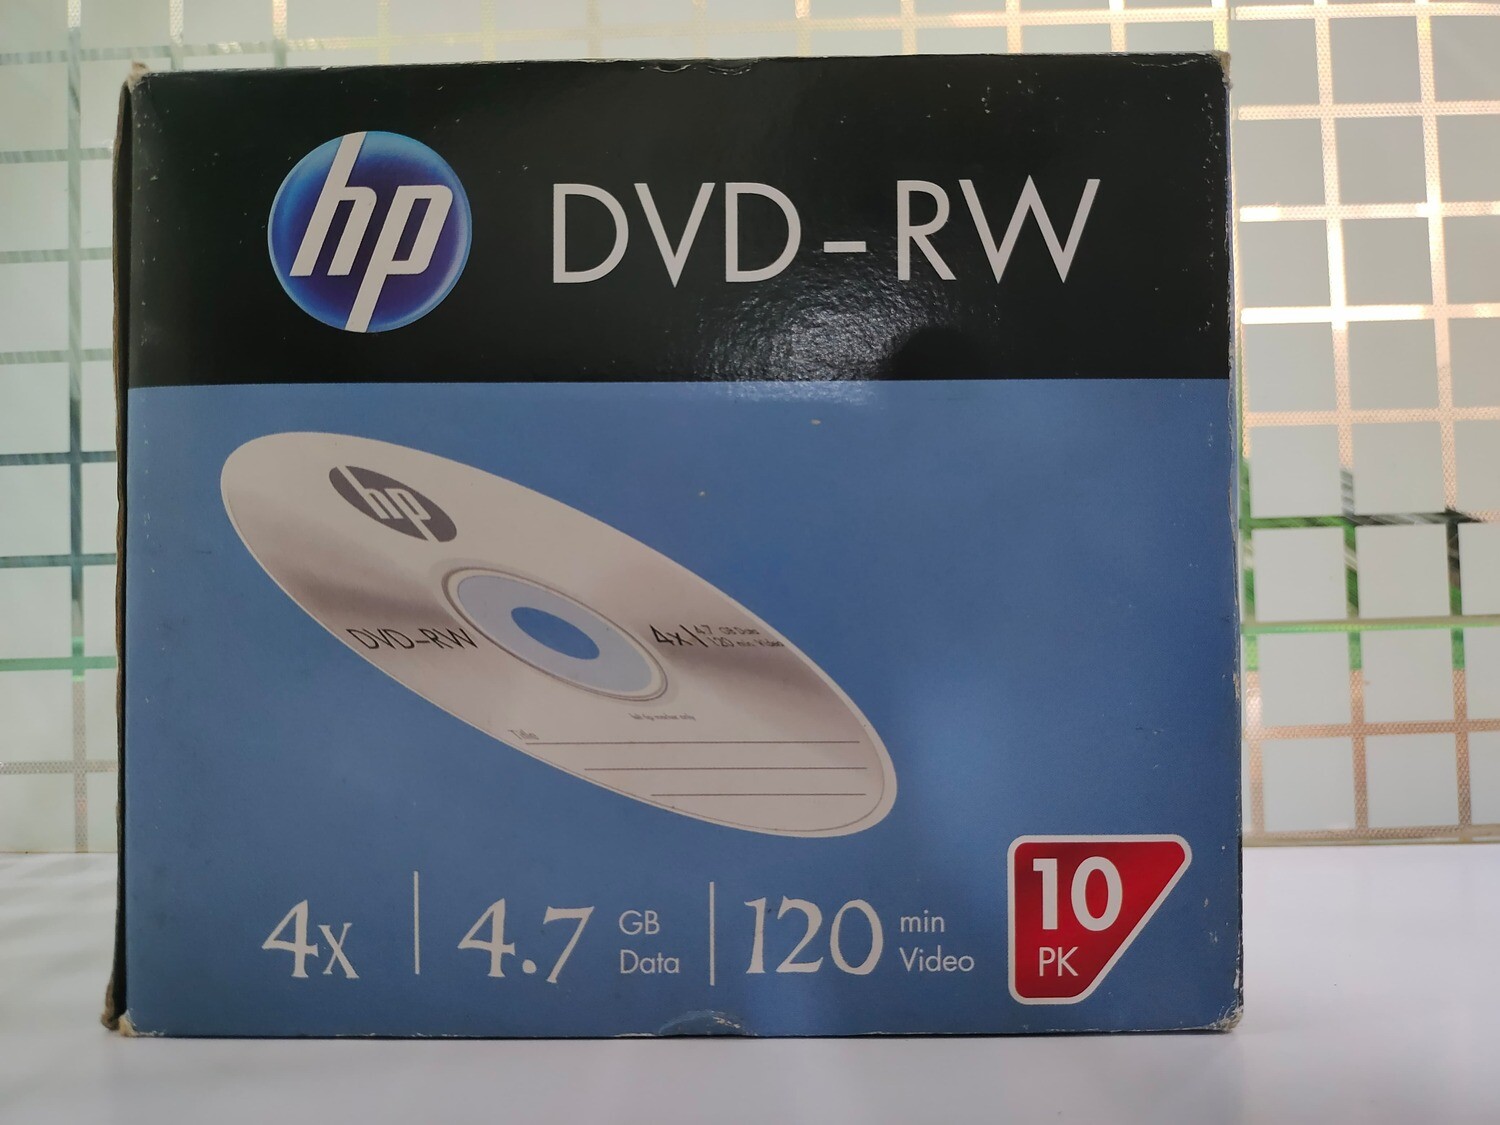 hp DVD-RW
hp
DVD-RW
4x
4.7 GB Data
120 min Video
Title
4x
4.7 GB Data
120 min Video
10 PK